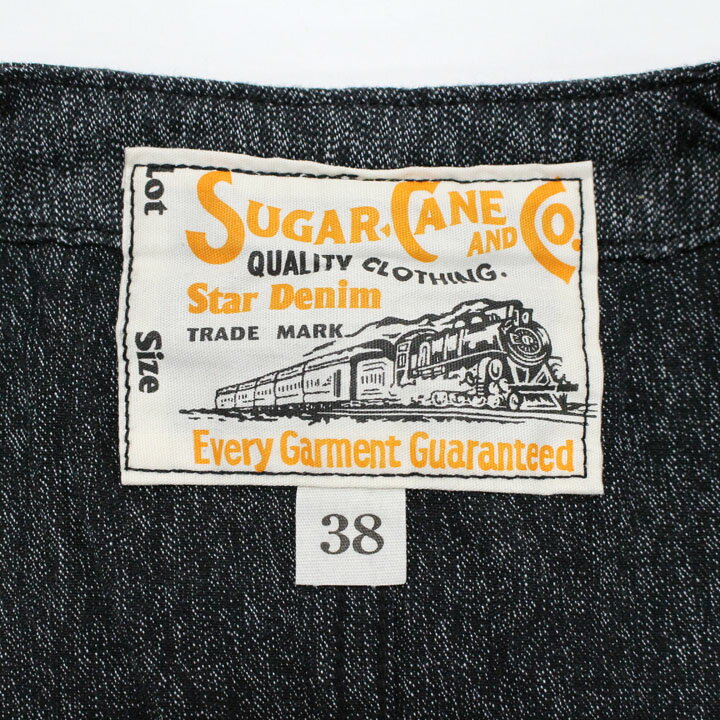 Lot
Size
SUGAR CANE AND CO.
QUALITY CLOTHING.
Star Denim
TRADE MARK
Every Garment Guaranteed
38